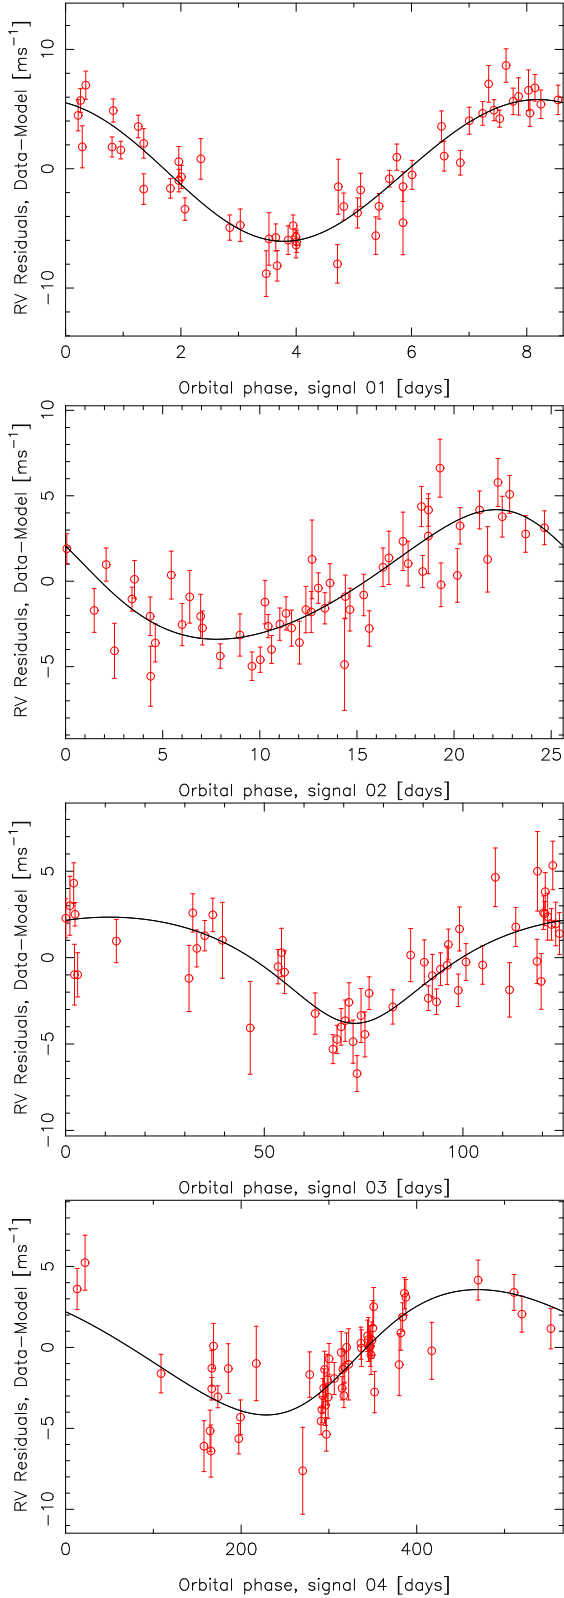 RV Residuals, Data-Model [ms⁻¹]
10
0
-10
0 2 4 6 8
Orbital phase, signal 01 [days]
RV Residuals, Data-Model [ms⁻¹]
10
5
0
-5
0 5 10 15 20 25
Orbital phase, signal 02 [days]
RV Residuals, Data-Model [ms⁻¹]
5
0
-5
-10
0 50 100
Orbital phase, signal 03 [days]
RV Residuals, Data-Model [ms⁻¹]
5
0
-5
-10
0 200 400
Orbital phase, signal 04 [days]